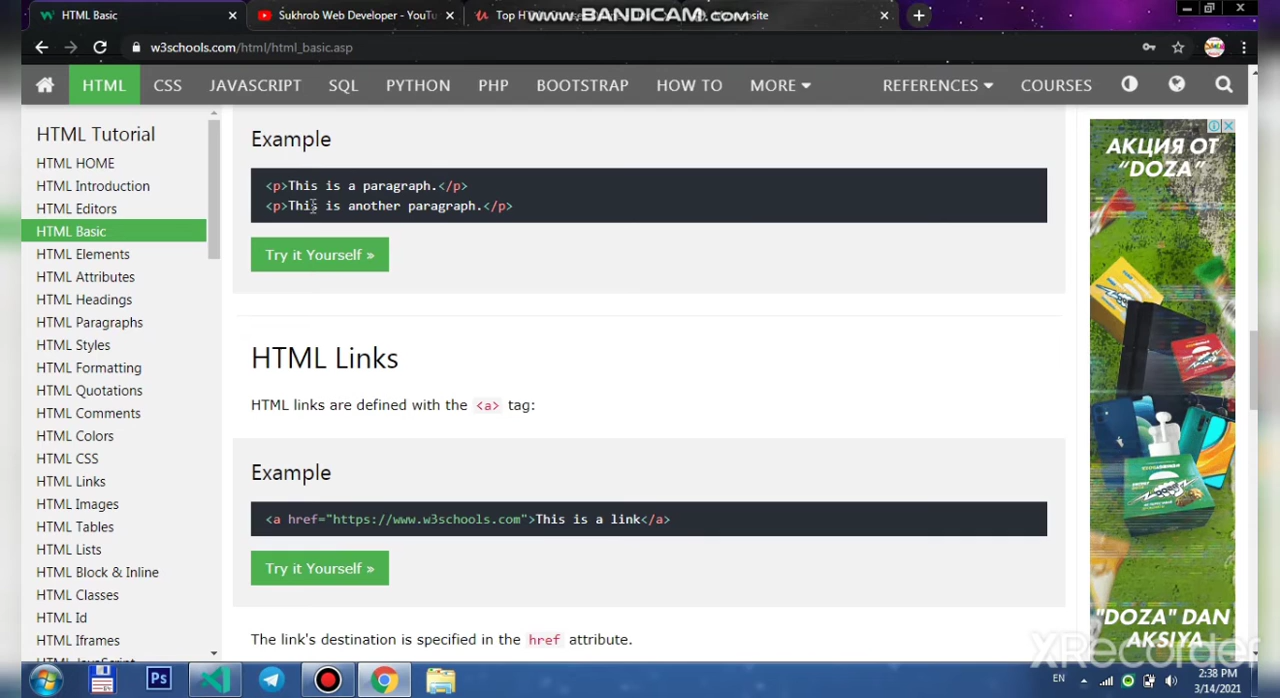 HTML Basic
Sukhrob Web Developer - YouTu
Top HT
www.BANDICAM.com
site
w3schools.com/html/html_basic.asp
HTML
CSS
JAVASCRIPT
SQL
PYTHON
PHP
BOOTSTRAP
HOW TO
MORE
REFERENCES
COURSES
HTML Tutorial
HTML HOME
HTML Introduction
HTML Editors
HTML Basic
HTML Elements
HTML Attributes
HTML Headings
HTML Paragraphs
HTML Styles
HTML Formatting
HTML Quotations
HTML Comments
HTML Colors
HTML CSS
HTML Links
HTML Images
HTML Tables
HTML Lists
HTML Block & Inline
HTML Classes
HTML Id
HTML Iframes
HTML JavaScript
Example
<p>This is a paragraph.</p>
<p>This is another paragraph.</p>
Try it Yourself »
HTML Links
HTML links are defined with the <a> tag:
Example
<a href="https://www.w3schools.com">This is a link</a>
Try it Yourself »
The link's destination is specified in the href attribute.
АКЦИЯ ОТ
"DOZA"
"DOZA" DAN
AKSIYA
XRecorder
Ps
EN
2:38 PM
3/14/2021